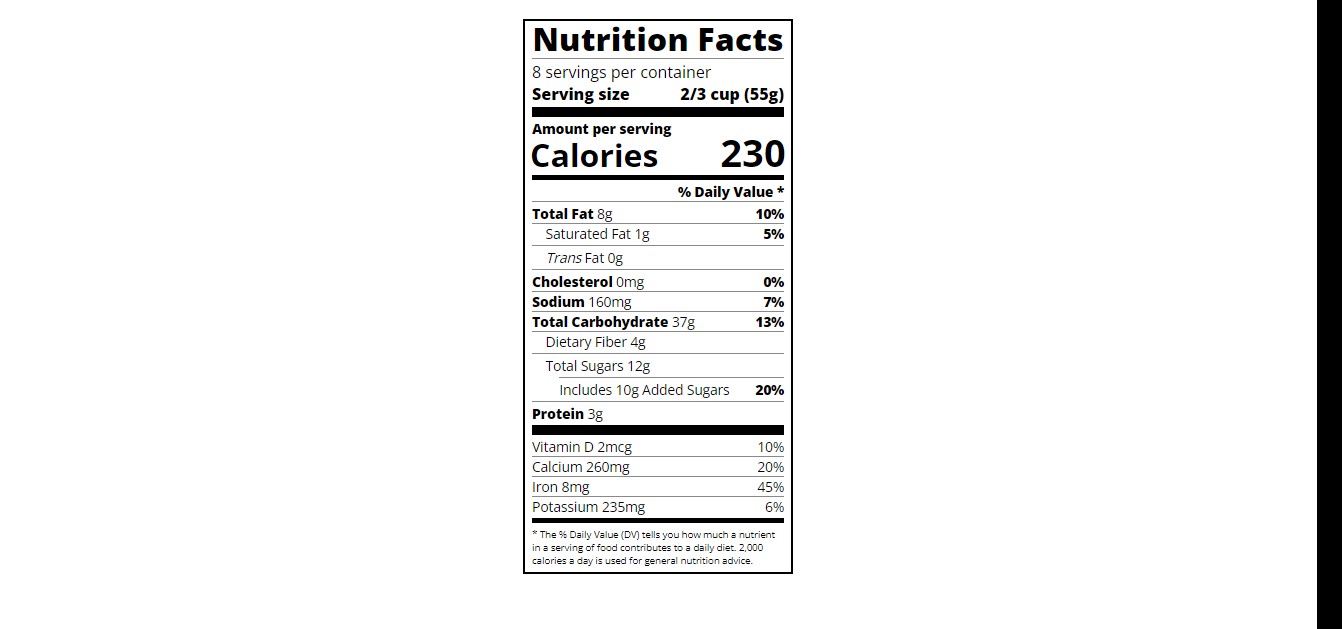 Nutrition Facts
8 servings per container
Serving size 2/3 cup (55g)
Amount per serving
Calories 230
% Daily Value *
Total Fat 8g 10%
Saturated Fat 1g 5%
Trans Fat 0g
Cholesterol 0mg 0%
Sodium 160mg 7%
Total Carbohydrate 37g 13%
Dietary Fiber 4g
Total Sugars 12g
Includes 10g Added Sugars 20%
Protein 3g
Vitamin D 2mcg 10%
Calcium 260mg 20%
Iron 8mg 45%
Potassium 235mg 6%
* The % Daily Value (DV) tells you how much a nutrient
in a serving of food contributes to a daily diet. 2,000
calories a day is used for general nutrition advice.